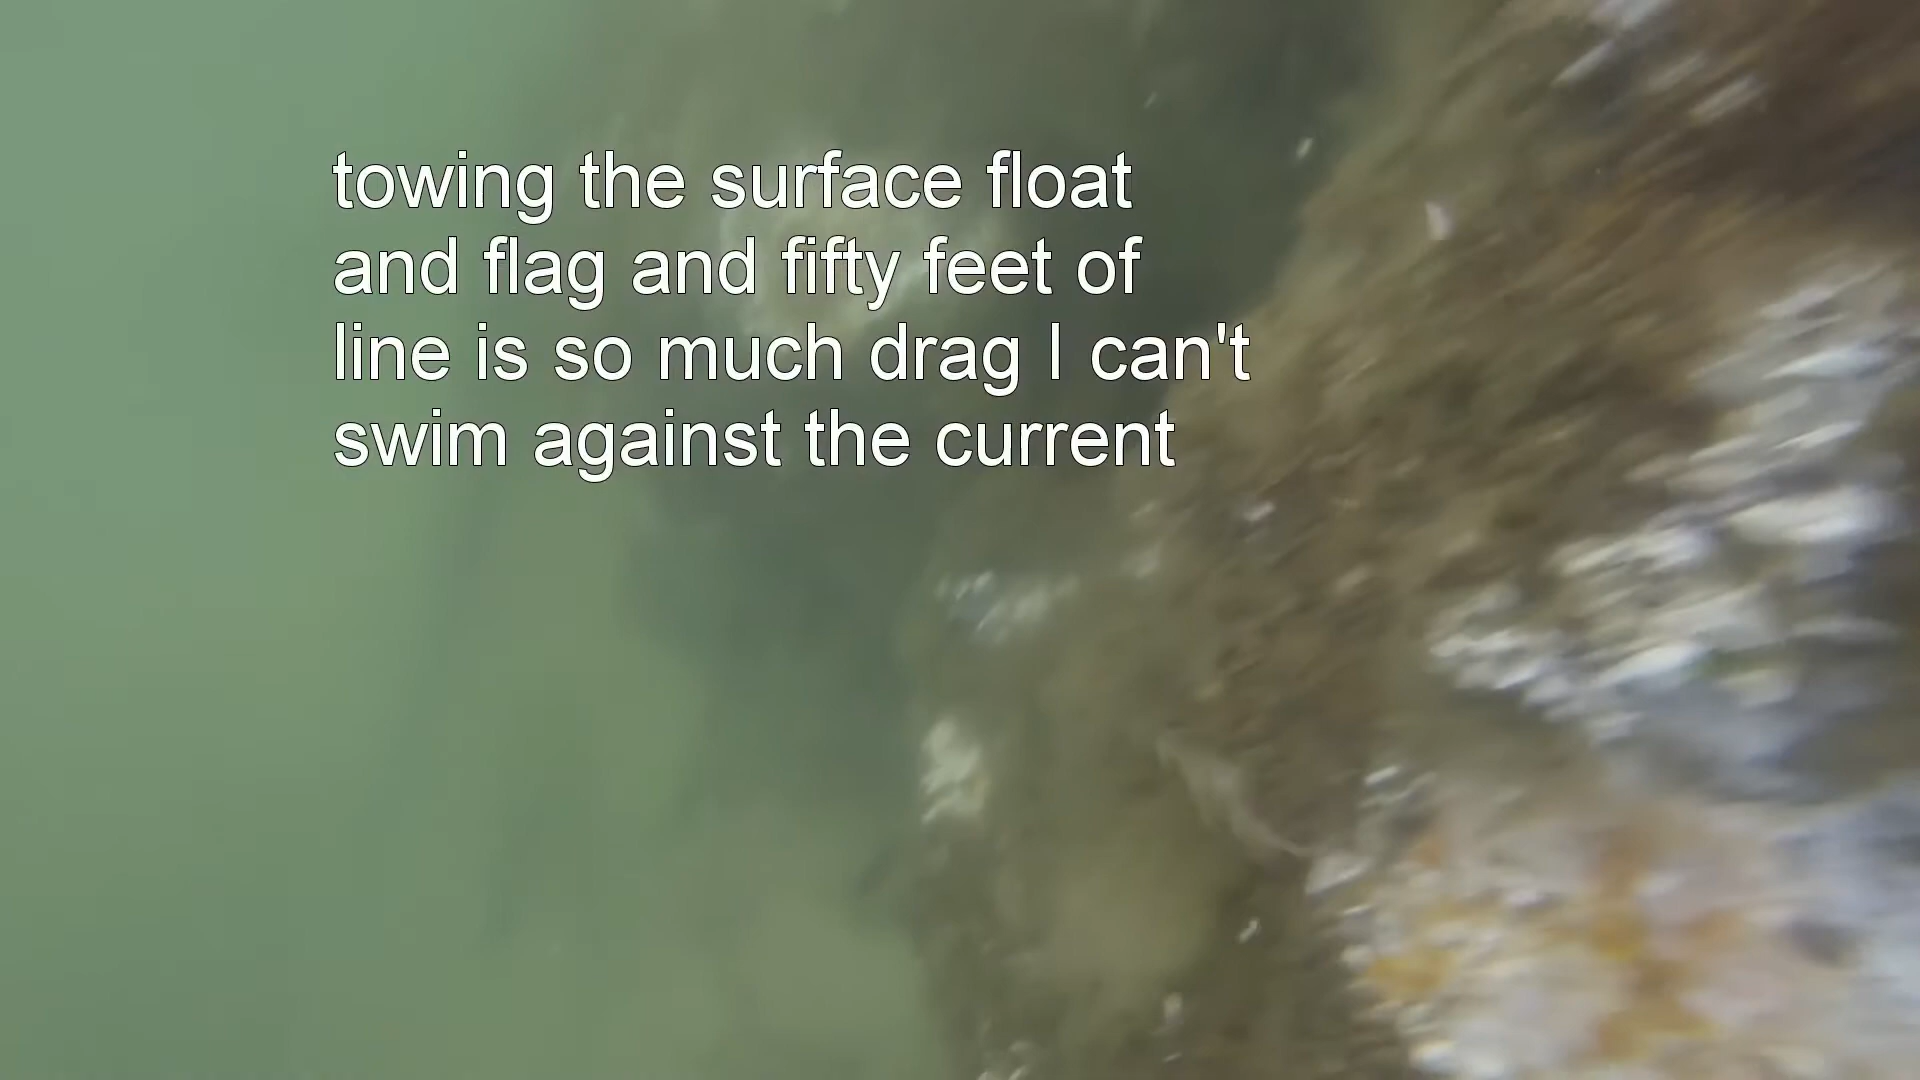 towing the surface float
and flag and fifty feet of
line is so much drag I can't
swim against the current